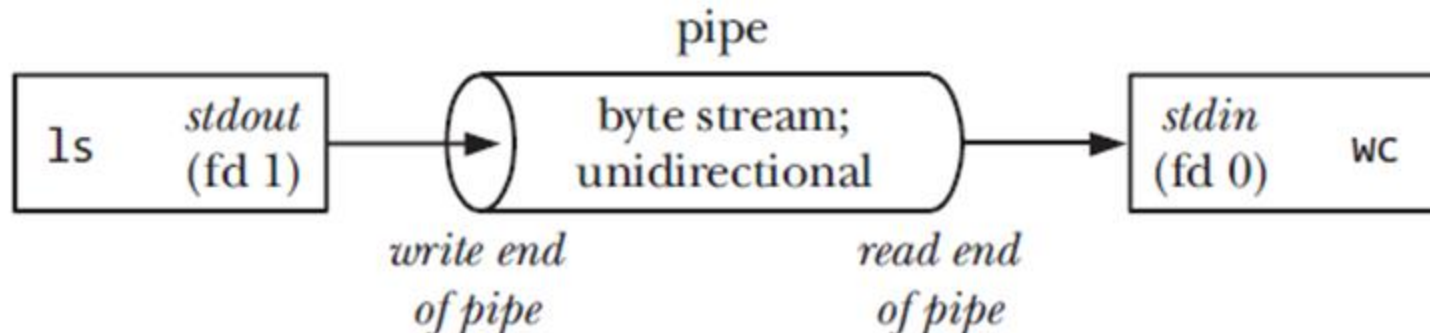 pipe
ls
stdout
(fd 1)
byte stream;
unidirectional
stdin
(fd 0)
wc
write end
of pipe
read end
of pipe